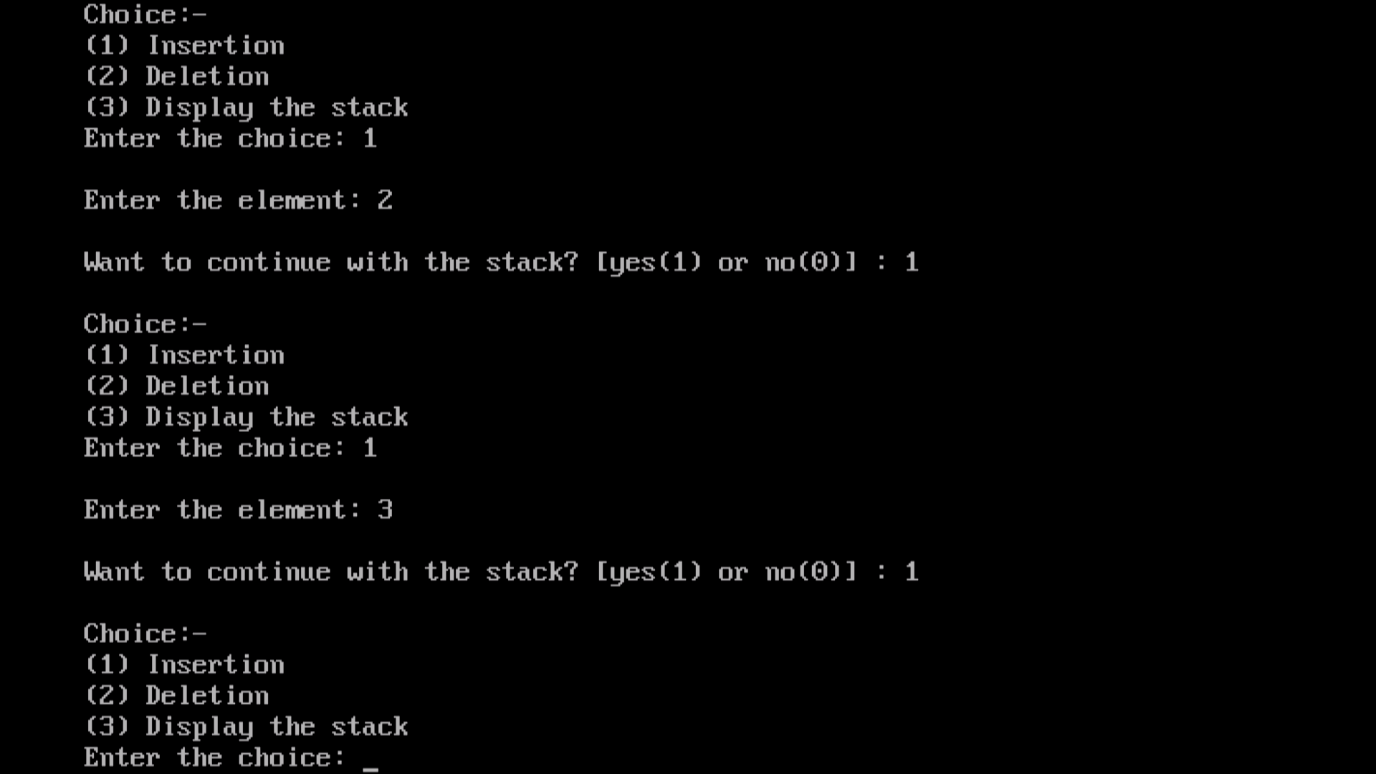 Choice:-
(1) Insertion
(2) Deletion
(3) Display the stack
Enter the choice: 1
Enter the element: 2
Want to continue with the stack? [yes(1) or no(0)] : 1
Choice:-
(1) Insertion
(2) Deletion
(3) Display the stack
Enter the choice: 1
Enter the element: 3
Want to continue with the stack? [yes(1) or no(0)] : 1
Choice:-
(1) Insertion
(2) Deletion
(3) Display the stack
Enter the choice: _